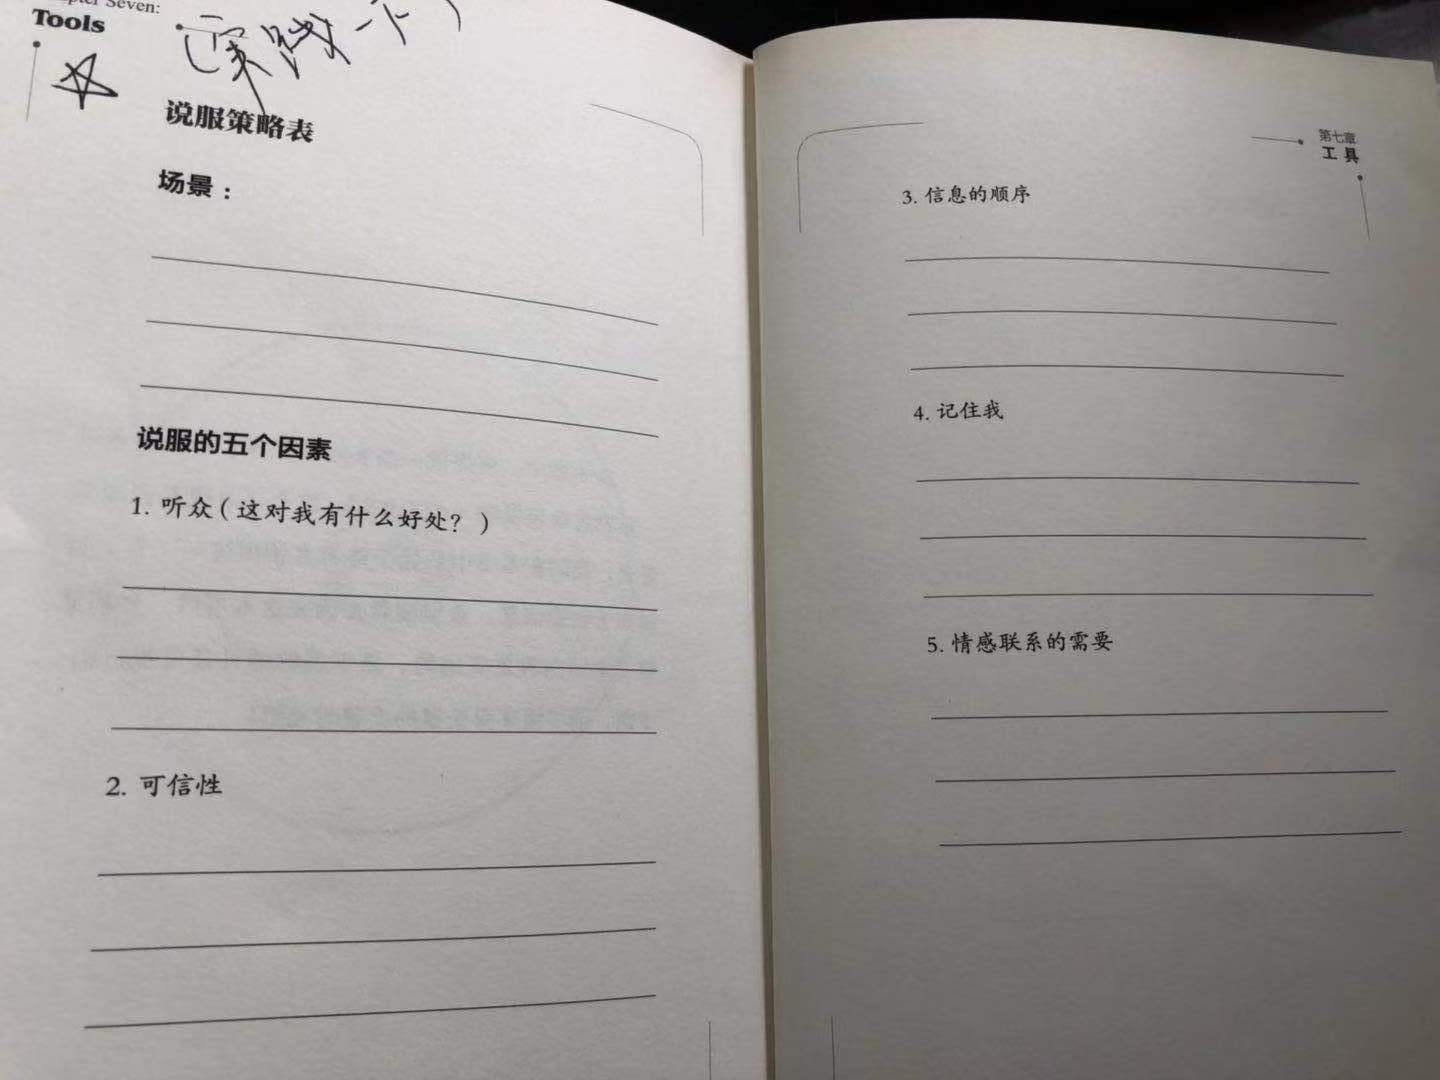 Chapter Seven:
Tools
实践一下)
说服策略表
场景：
说服的五个因素
1. 听众(这对我有什么好处？)
2. 可信性
第七章
工具
3. 信息的顺序
4. 记住我
5. 情感联系的需要